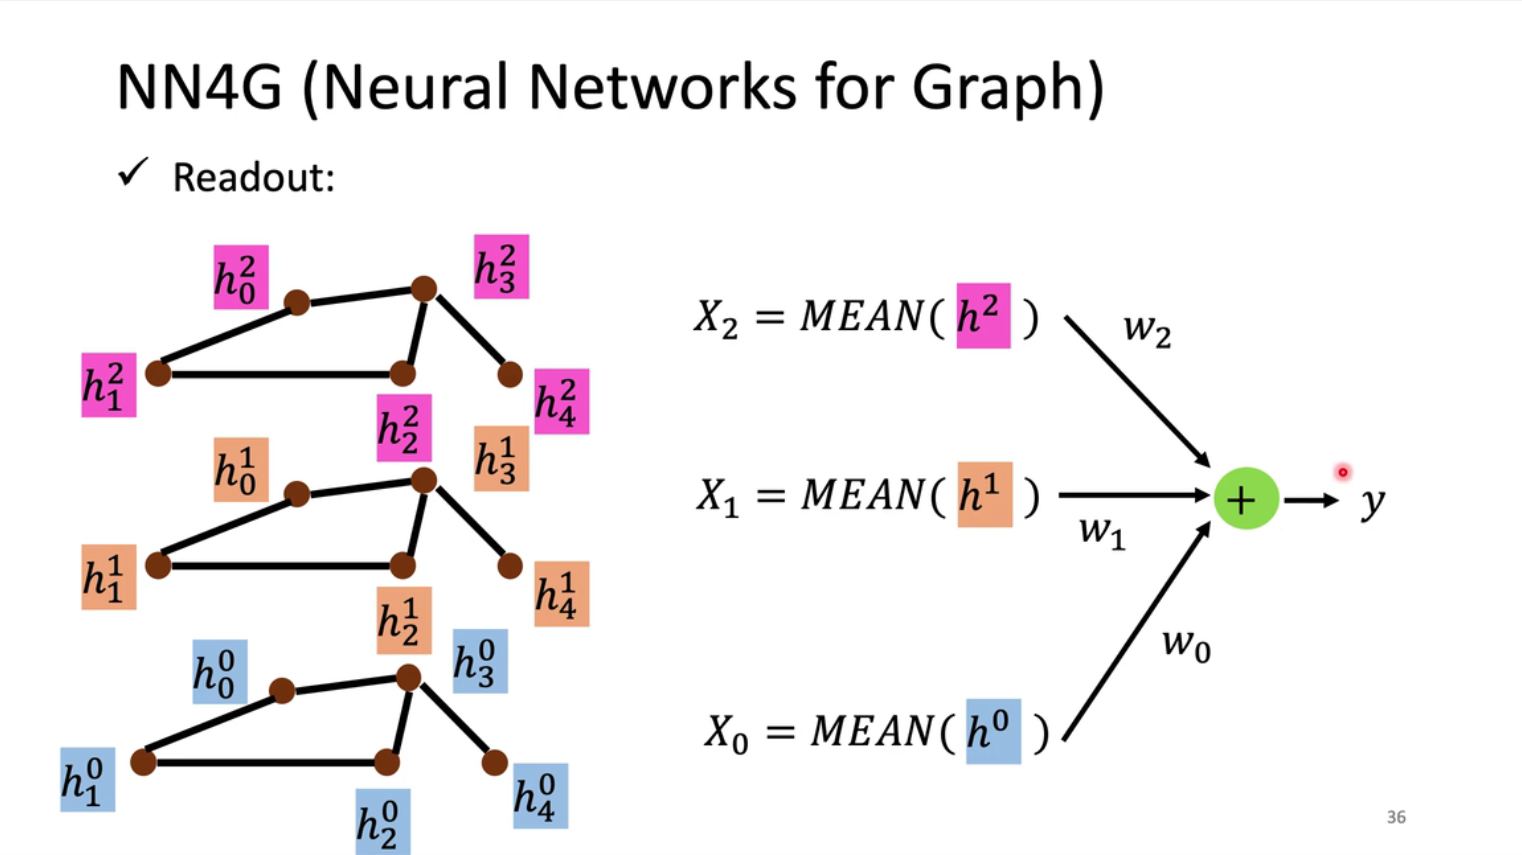 NN4G (Neural Networks for Graph)
✓ Readout:
h_0^2
h_3^2
h_1^2
h_2^2
h_4^2
h_0^1
h_3^1
h_1^1
h_2^1
h_4^1
h_0^0
h_3^0
h_1^0
h_2^0
h_4^0
X_2 = MEAN( h^2 )
w_2
X_1 = MEAN( h^1 )
w_1
+
y
w_0
X_0 = MEAN( h^0 )
36